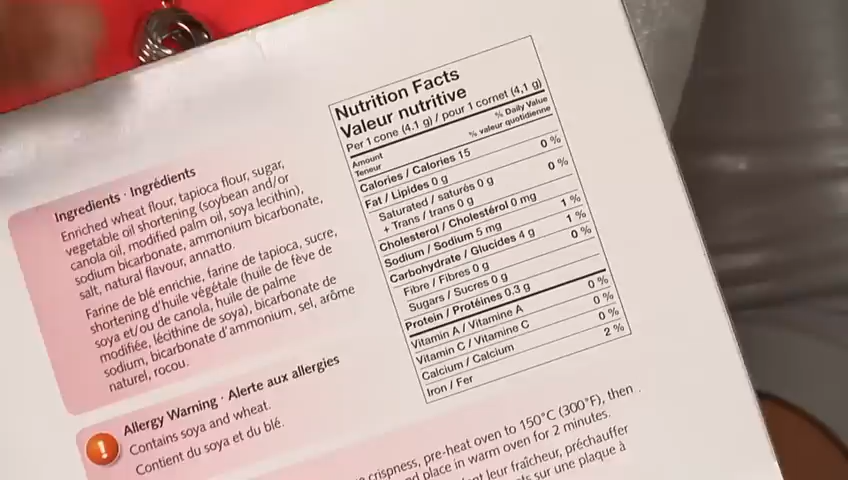 Nutrition Facts
Valeur nutritive
Per 1 cone (4.1 g) / pour 1 cornet (4,1 g)
Amount % Daily Value
Teneur % valeur quotidienne
Calories / Calories 15
Fat / Lipides 0 g 0 %
Saturated / saturés 0 g 0 %
+ Trans / trans 0 g
Cholesterol / Cholestérol 0 mg
Sodium / Sodium 5 mg 1 %
Carbohydrate / Glucides 4 g 1 %
Fibre / Fibres 0 g 0 %
Sugars / Sucres 0 g
Protein / Protéines 0.3 g
Vitamin A / Vitamine A 0 %
Vitamin C / Vitamine C 0 %
Calcium / Calcium 0 %
Iron / Fer 2 %
Ingredients · Ingrédients
Enriched wheat flour, tapioca flour, sugar,
vegetable oil shortening (soybean and/or
canola oil, modified palm oil, soya lecithin),
sodium bicarbonate, ammonium bicarbonate,
salt, natural flavour, annatto.
Farine de blé enrichie, farine de tapioca, sucre,
shortening d'huile végétale (huile de fève de
soya et/ou de canola, huile de palme
modifiée, lécithine de soya), bicarbonate de
sodium, bicarbonate d'ammonium, sel, arôme
naturel, rocou.
Allergy Warning · Alerte aux allergies
Contains soya and wheat.
Contient du soya et du blé.
crispness, pre-heat oven to 150°C (300°F), then
place in warm oven for 2 minutes.
leur fraîcheur, préchauffer
sur une plaque à